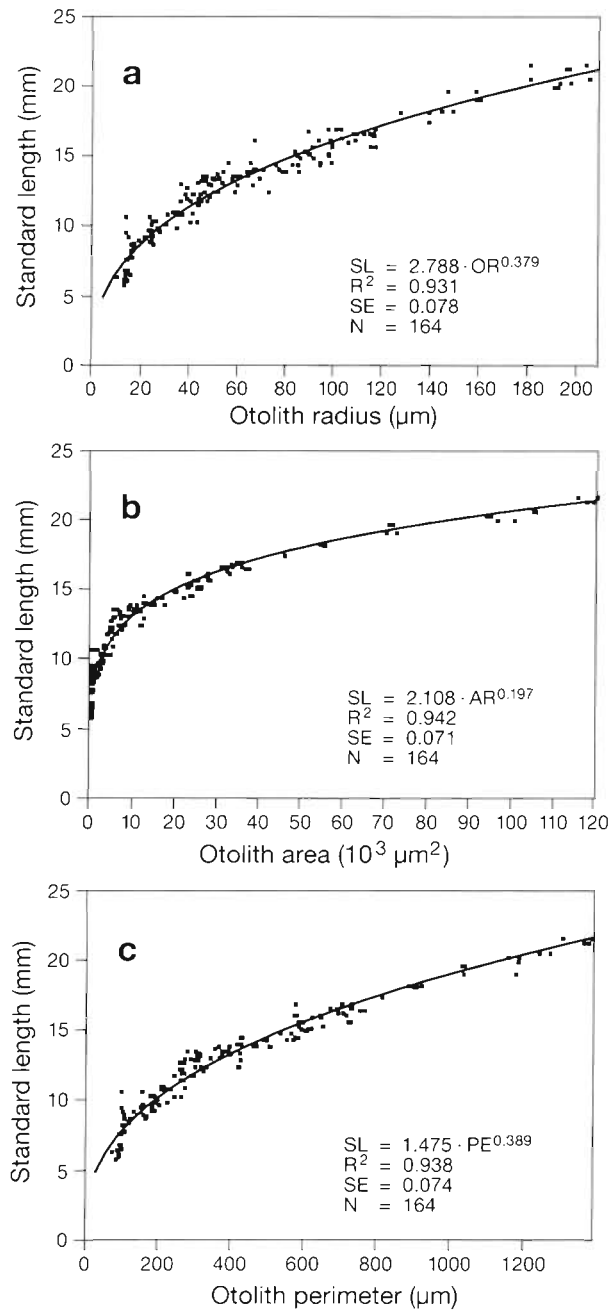 a
Standard length (mm)
25
20
15
10
5
0
SL = 2.788 · OR^0.379
R² = 0.931
SE = 0.078
N = 164
0 20 40 60 80 100 120 140 160 180 200
Otolith radius (µm)
b
Standard length (mm)
25
20
15
10
5
0
SL = 2.108 · AR^0.197
R² = 0.942
SE = 0.071
N = 164
0 10 20 30 40 50 60 70 80 90 100 110 120
Otolith area (10³ µm²)
c
Standard length (mm)
25
20
15
10
5
0
SL = 1.475 · PE^0.389
R² = 0.938
SE = 0.074
N = 164
0 200 400 600 800 1000 1200
Otolith perimeter (µm)